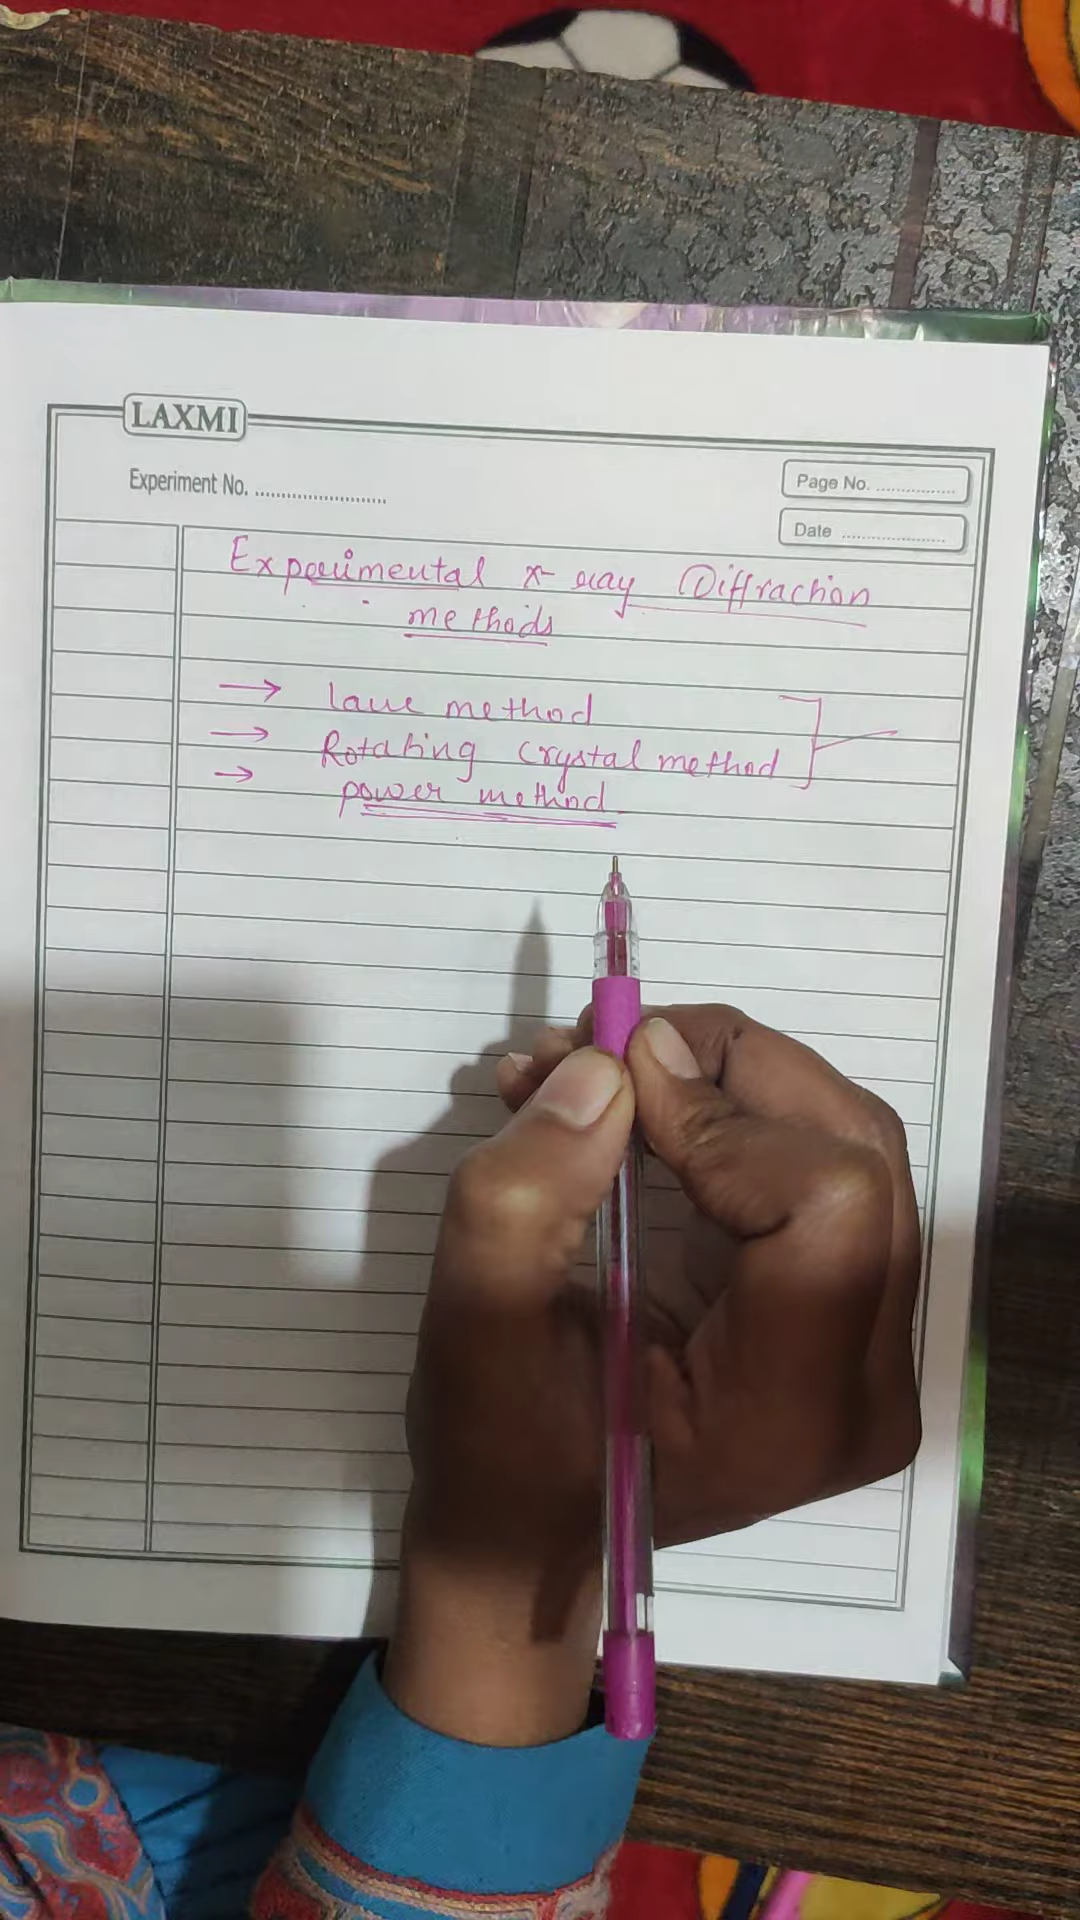 LAXMI
Experiment No. ........................
Page No. ................
Date .....................
Experimental x-ray Diffraction
methods
→ laue method
→ Rotating Crystal method
→ power method